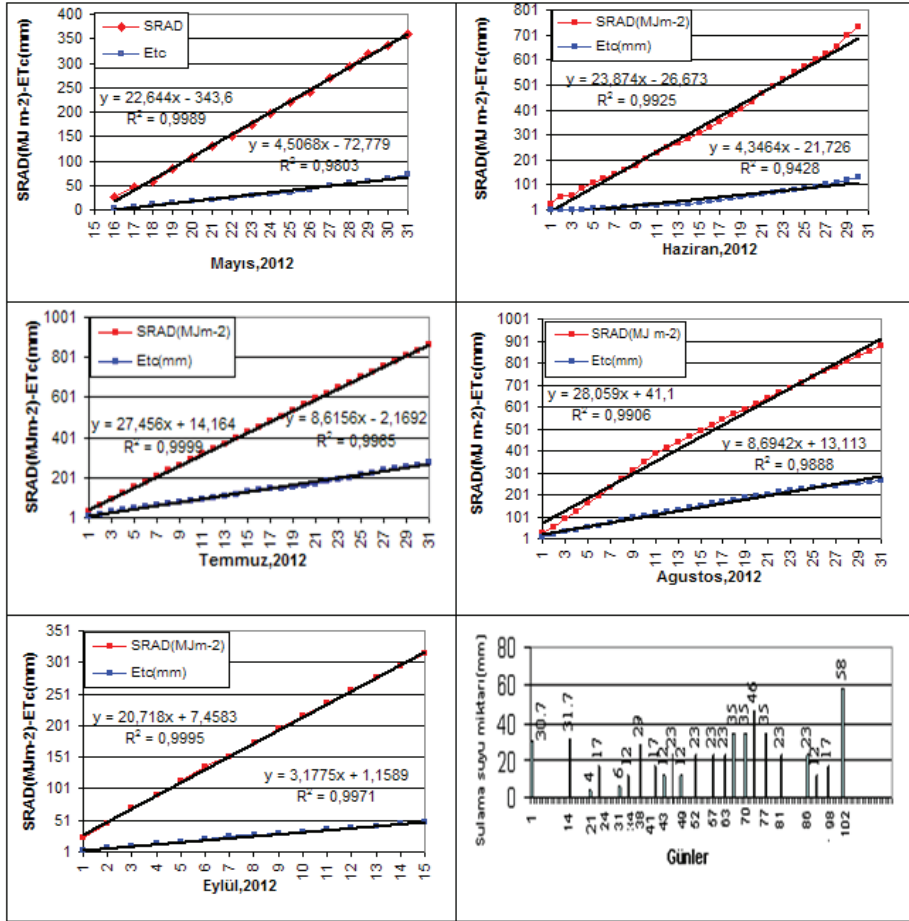 SRAD(MJ m-2)-ETc(mm)
400
350
300
250
200
150
100
50
0
SRAD
Etc
y = 22,644x - 343,6
R² = 0,9989
y = 4,5068x - 72,779
R² = 0,9803
15 16 17 18 19 20 21 22 23 24 25 26 27 28 29 30 31
Mayıs,2012
SRAD(MJ m-2)-ETc(mm)
801
701
601
501
401
301
201
101
1
SRAD(MJm-2)
Etc(mm)
y = 23,874x - 26,673
R² = 0,9925
y = 4,3464x - 21,726
R² = 0,9428
1 3 5 7 9 11 13 15 17 19 21 23 25 27 29 31
Haziran,2012
SRAD(MJm-2)-ETc(mm)
1001
801
601
401
201
1
SRAD(MJm-2)
Etc(mm)
y = 27,456x + 14,164
R² = 0,9999
y = 8,6156x - 2,1692
R² = 0,9965
1 3 5 7 9 11 13 15 17 19 21 23 25 27 29 31
Temmuz,2012
SRAD(MJ m-2)-ETc(mm)
1001
901
801
701
601
501
401
301
201
101
1
SRAD(MJ m-2)
Etc(mm)
y = 28,059x + 41,1
R² = 0,9906
y = 8,6942x + 13,113
R² = 0,9888
1 3 5 7 9 11 13 15 17 19 21 23 25 27 29 31
Agustos,2012
SRAD(MJm-2)-ETc(mm)
351
301
251
201
151
101
51
1
SRAD(MJm-2)
Etc(mm)
y = 20,718x + 7,4583
R² = 0,9995
y = 3,1775x + 1,1589
R² = 0,9971
1 2 3 4 5 6 7 8 9 10 11 12 13 14 15
Eylül,2012
Sulama suyu miktarı(mm)
80
60
40
20
0
30.7 31.7 4 17 6 12 29 17 12 23 12 23 23 23 35 35 46 35 23 23 12 17 58
1 14 21 24 31 34 38 41 43 49 52 57 63 70 77 81 86 98 102
Günler